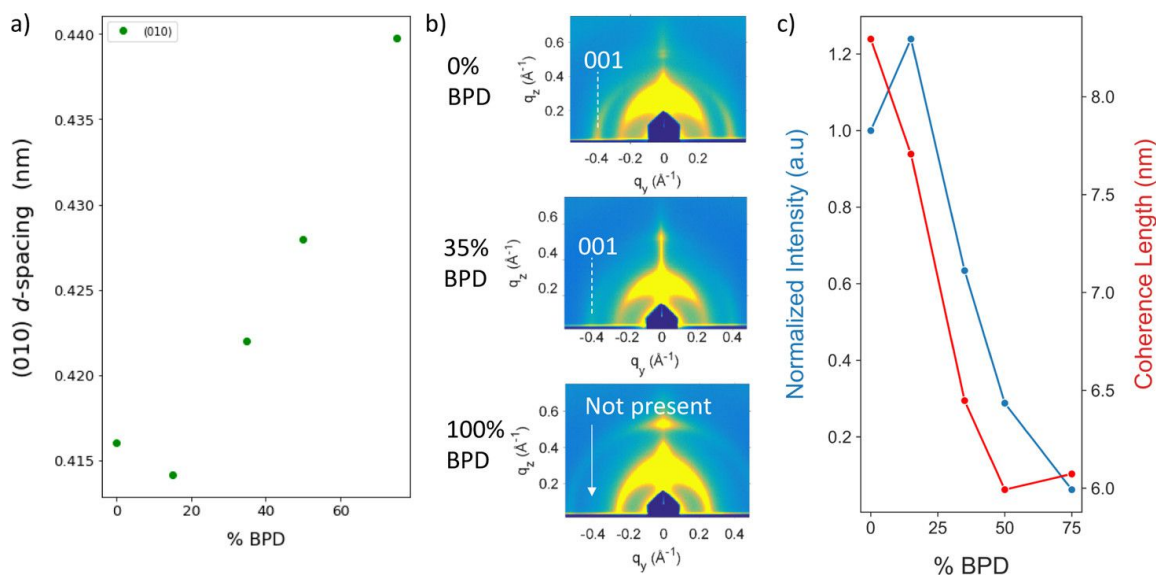 a)
(010)
0.440
0.435
0.430
0.425
0.420
0.415
(010) d-spacing (nm)
0 20 40 60
% BPD
b)
0%
BPD
001
q_z (Å⁻¹)
0.6
0.4
0.2
-0.4 -0.2 0 0.2
q_y (Å⁻¹)
35%
BPD
001
q_z (Å⁻¹)
0.6
0.4
0.2
-0.4 -0.2 0 0.2 0.4
q_y (Å⁻¹)
100%
BPD
Not present
q_z (Å⁻¹)
0.6
0.4
0.2
-0.4 -0.2 0 0.2 0.4
q_y (Å⁻¹)
c)
Normalized Intensity (a.u)
1.2
1.0
0.8
0.6
0.4
0.2
Coherence Length (nm)
8.0
7.5
7.0
6.5
6.0
0 25 50 75
% BPD